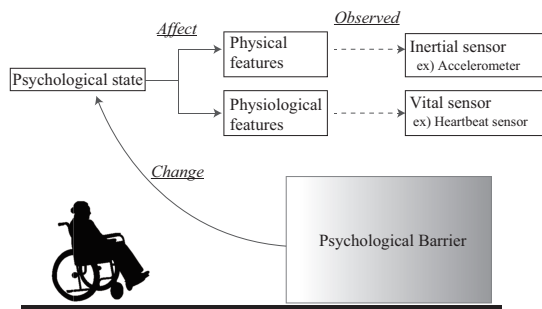 Affect
Observed
Physical
features
Inertial sensor
ex) Accelerometer
Psychological state
Physiological
features
Vital sensor
ex) Heartbeat sensor
Change
Psychological Barrier